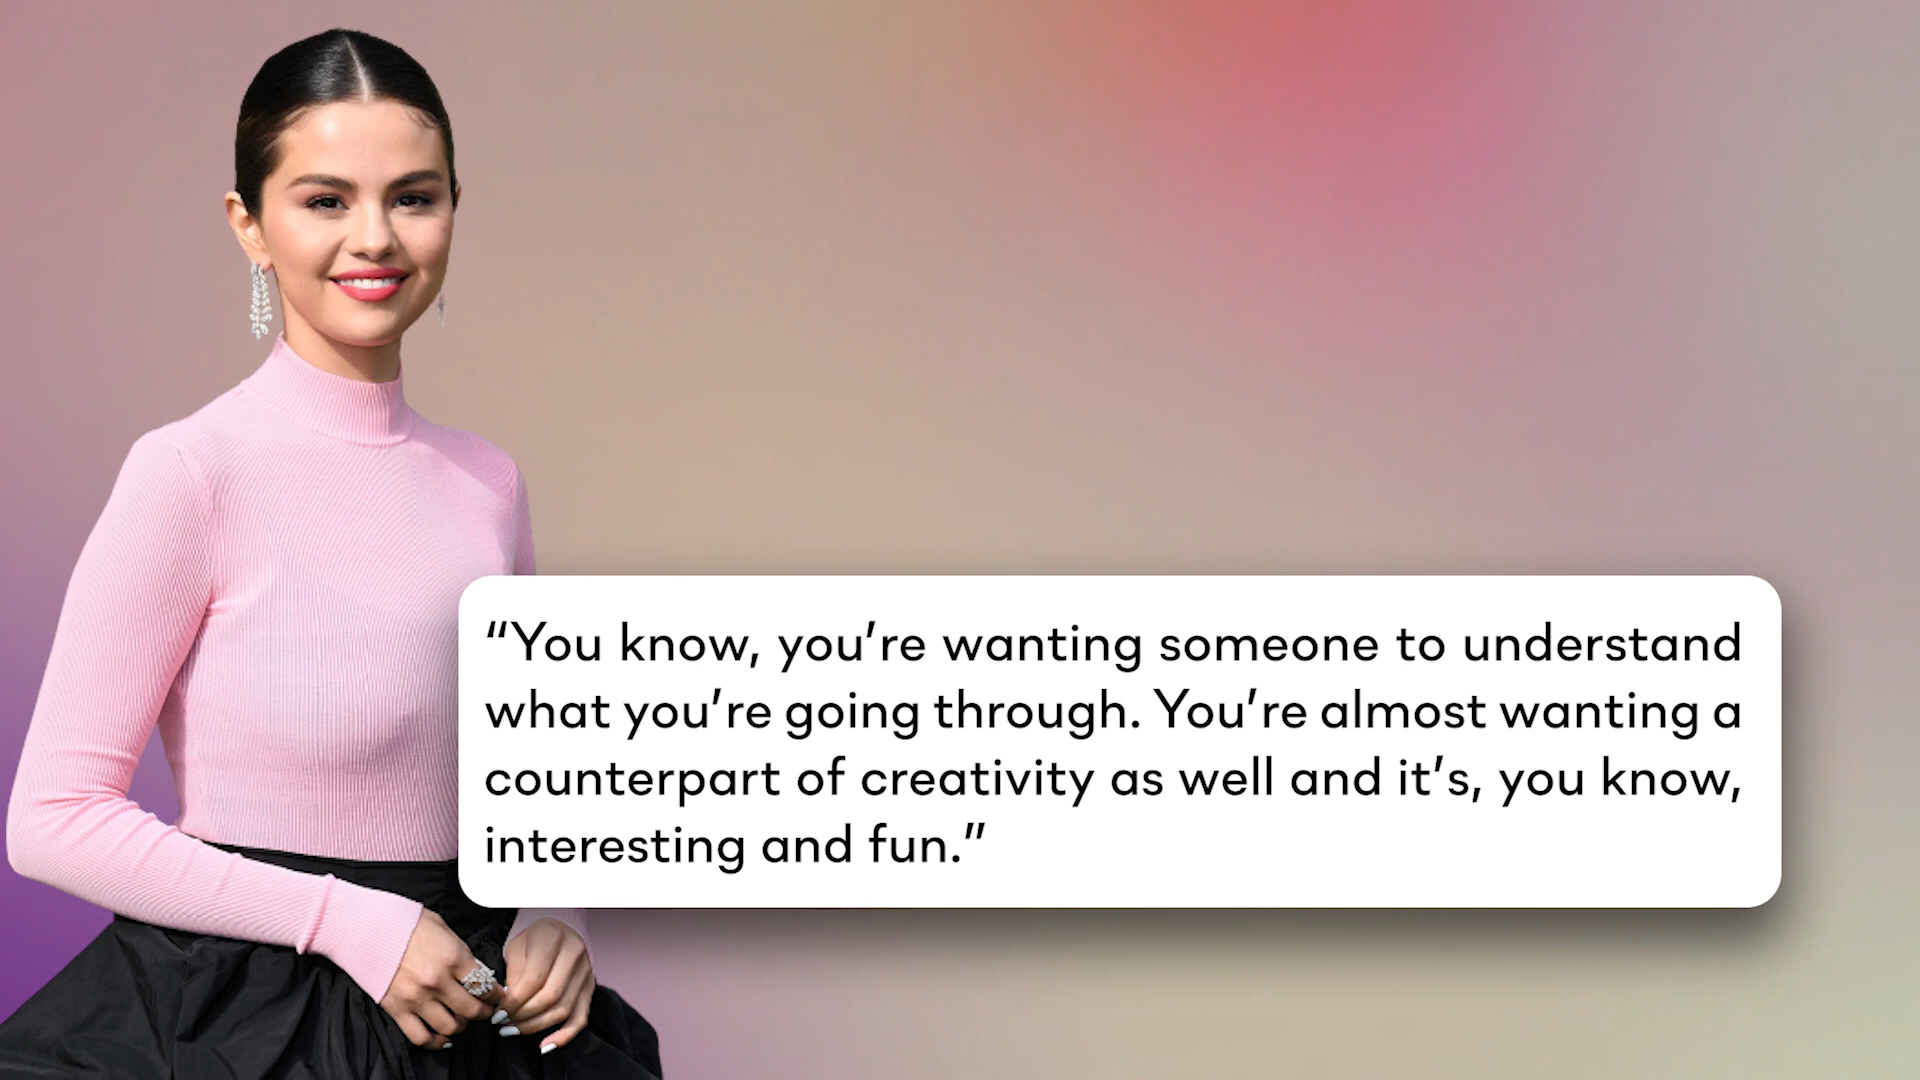 “You know, you’re wanting someone to understand
what you’re going through. You’re almost wanting a
counterpart of creativity as well and it’s, you know,
interesting and fun.”